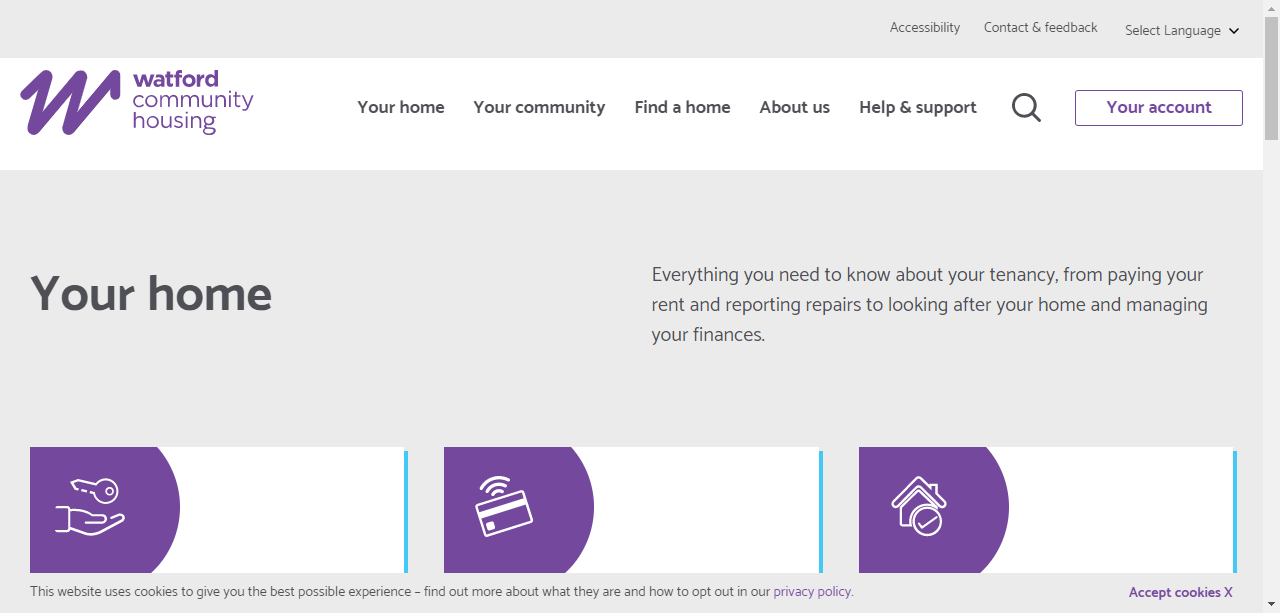 Accessibility Contact & feedback Select Language
watford
community
housing
Your home Your community Find a home About us Help & support Your account
Your home
Everything you need to know about your tenancy, from paying your
rent and reporting repairs to looking after your home and managing
your finances.
This website uses cookies to give you the best possible experience – find out more about what they are and how to opt out in our privacy policy.
Accept cookies X